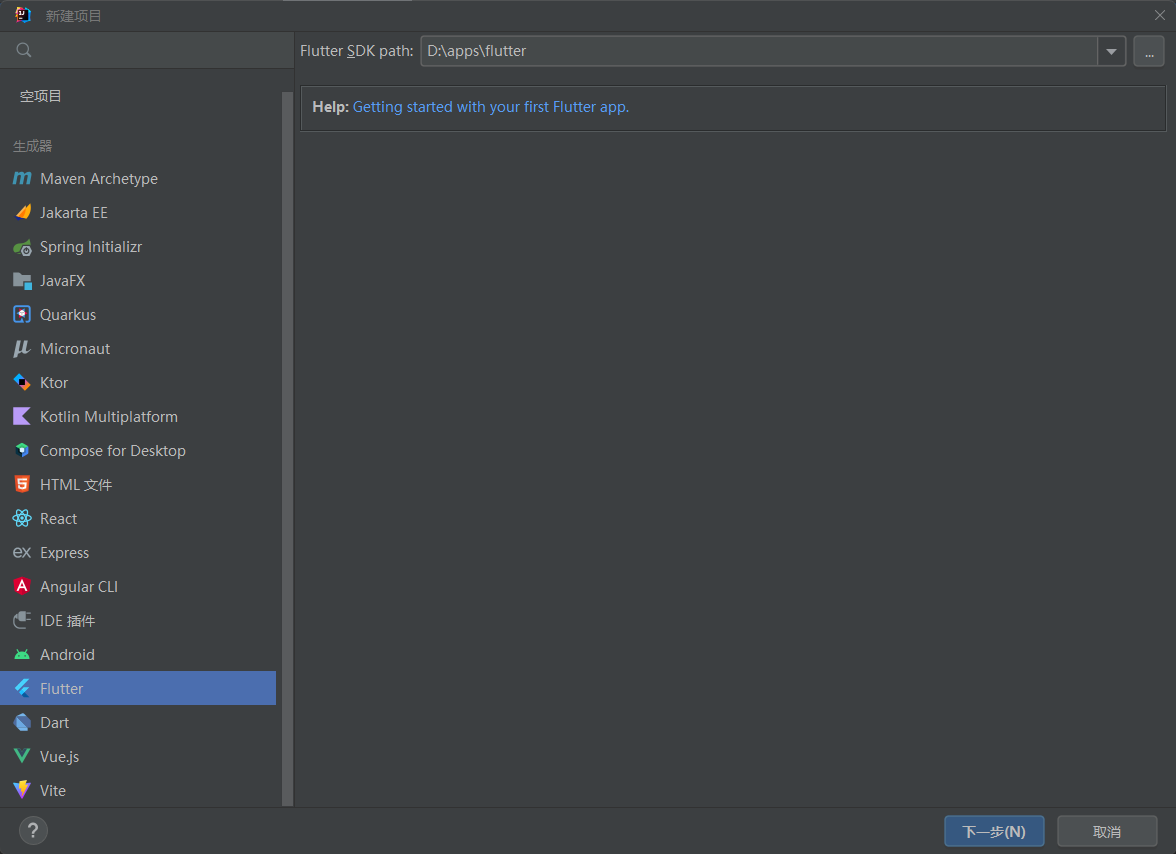 新建项目
Flutter SDK path: D:\apps\flutter ...
Help: Getting started with your first Flutter app.
空项目
生成器
Maven Archetype
Jakarta EE
Spring Initializr
JavaFX
Quarkus
Micronaut
Ktor
Kotlin Multiplatform
Compose for Desktop
HTML 文件
React
ex Express
Angular CLI
IDE 插件
Android
Flutter
Dart
Vue.js
Vite
? 下一步(N) 取消